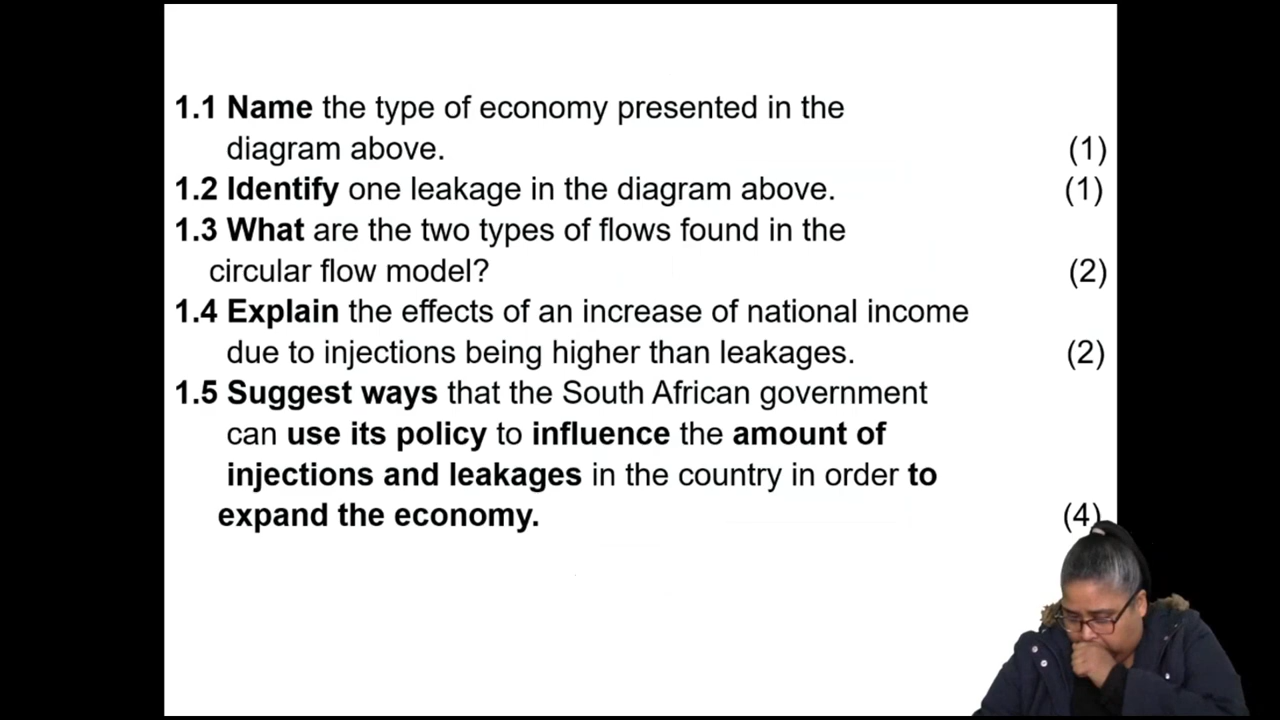 1.1 Name the type of economy presented in the
diagram above. (1)
1.2 Identify one leakage in the diagram above. (1)
1.3 What are the two types of flows found in the
circular flow model? (2)
1.4 Explain the effects of an increase of national income
due to injections being higher than leakages. (2)
1.5 Suggest ways that the South African government
can use its policy to influence the amount of
injections and leakages in the country in order to
expand the economy. (4)